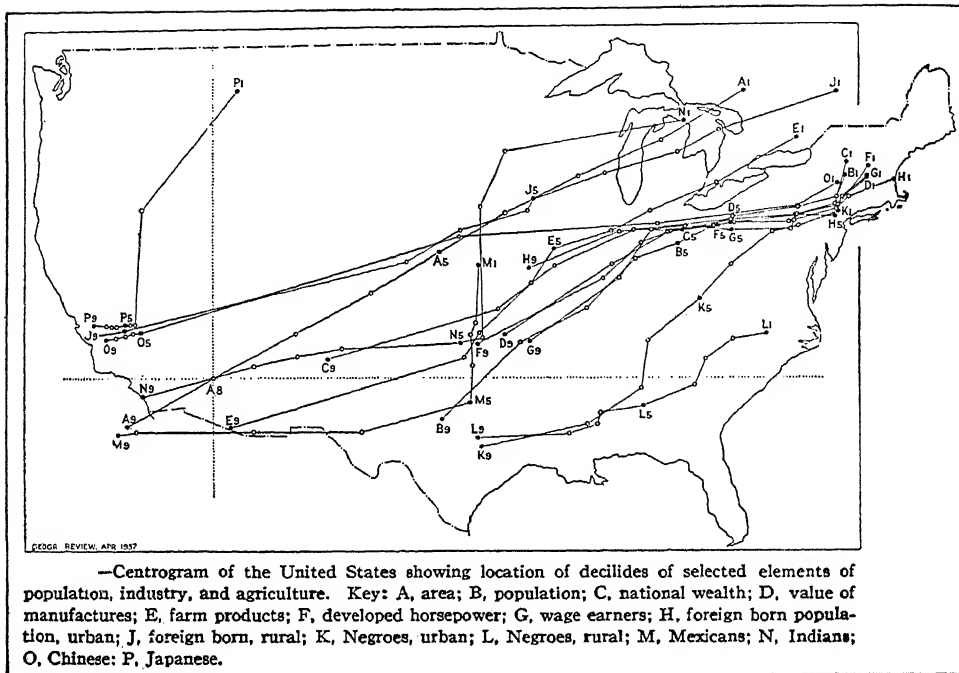 P1
A1
J1
N1
E1
C1
F1
O1
B1
G1
D1
H1
J5
D5
K1
H5
E5
F5
G5
C5
B5
A5
H9
M1
K5
P9
P5
J9
O9
O5
N5
F9
D9
G9
L1
C9
N9
A8
M5
L5
A9
E9
B9
M9
L9
K9
GEOGR. REVIEW, APR 1937
—Centrogram of the United States showing location of decilides of selected elements of
population, industry, and agriculture. Key: A, area; B, population; C, national wealth; D, value of
manufactures; E, farm products; F, developed horsepower; G, wage earners; H, foreign born popula-
tion, urban; J, foreign born, rural; K, Negroes, urban; L, Negroes, rural; M, Mexicans; N, Indians;
O, Chinese: P, Japanese.